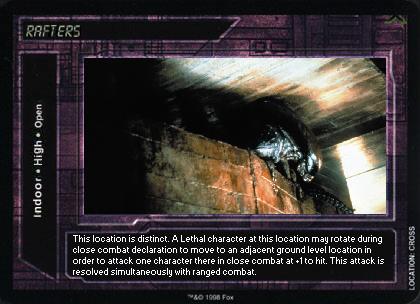 RAFTERS
Indoor • High • Open
This location is distinct. A Lethal character at this location may rotate during
close combat declaration to move to an adjacent ground level location in
order to attack one character there in close combat at +1 to hit. This attack is
resolved simultaneously with ranged combat.
™&© 1998 Fox
LOCATION: CROSS